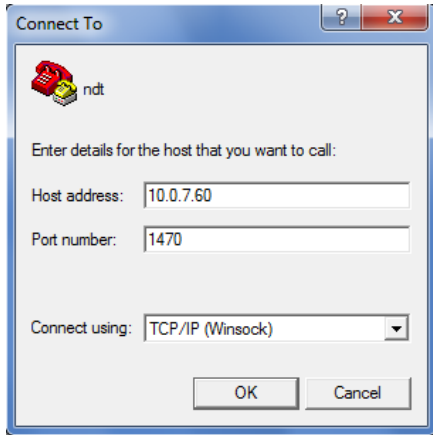 Connect To
? X
ndt
Enter details for the host that you want to call:
Host address: 10.0.7.60
Port number: 1470
Connect using: TCP/IP (Winsock)
OK Cancel